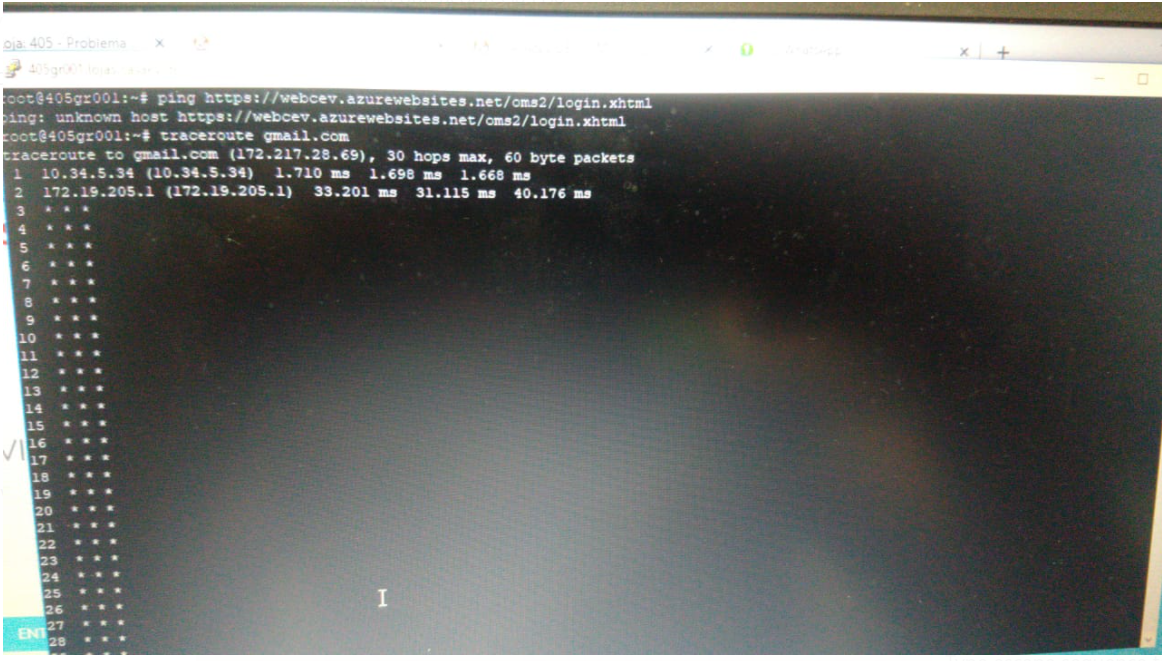 oja: 405 - Problema
root@405gr001:~# ping https://webcev.azurewebsites.net/oms2/login.xhtml
ping: unknown host https://webcev.azurewebsites.net/oms2/login.xhtml
root@405gr001:~# traceroute gmail.com
traceroute to gmail.com (172.217.28.69), 30 hops max, 60 byte packets
1 10.34.5.34 (10.34.5.34) 1.710 ms 1.698 ms 1.668 ms
2 172.19.205.1 (172.19.205.1) 33.201 ms 31.115 ms 40.176 ms
3 * * *
4 * * *
5 * * *
6 * * *
7 * * *
8 * * *
9 * * *
10 * * *
11 * * *
12 * * *
13 * * *
14 * * *
15 * * *
16 * * *
17 * * *
18 * * *
19 * * *
20 * * *
21 * * *
22 * * *
23 * * *
24 * * *
25 * * *
26 * * *
27 * * *
28 * * *
ENT